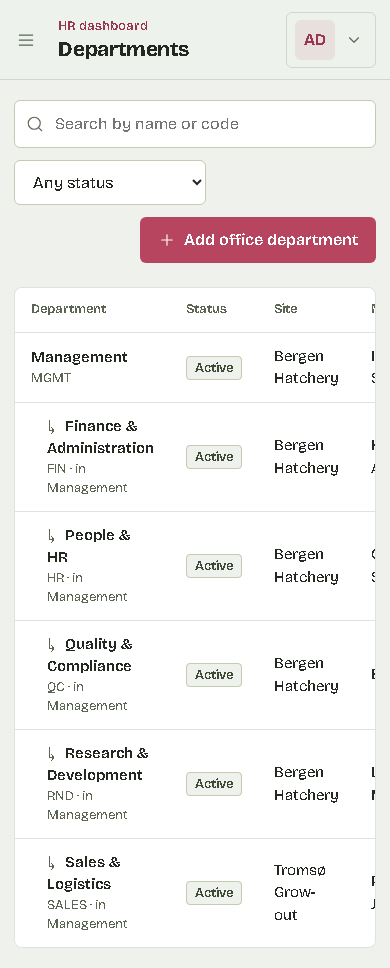 HR dashboard
Departments
AD
Search by name or code
Any status
Add office department
Department Status Site
Management
MGMT
Active
Bergen
Hatchery
Finance &
Administration
FIN · in
Management
Active
Bergen
Hatchery
People &
HR
HR · in
Management
Active
Bergen
Hatchery
Quality &
Compliance
QC · in
Management
Active
Bergen
Hatchery
Research &
Development
RND · in
Management
Active
Bergen
Hatchery
Sales &
Logistics
SALES · in
Management
Active
Tromsø
Grow-
out